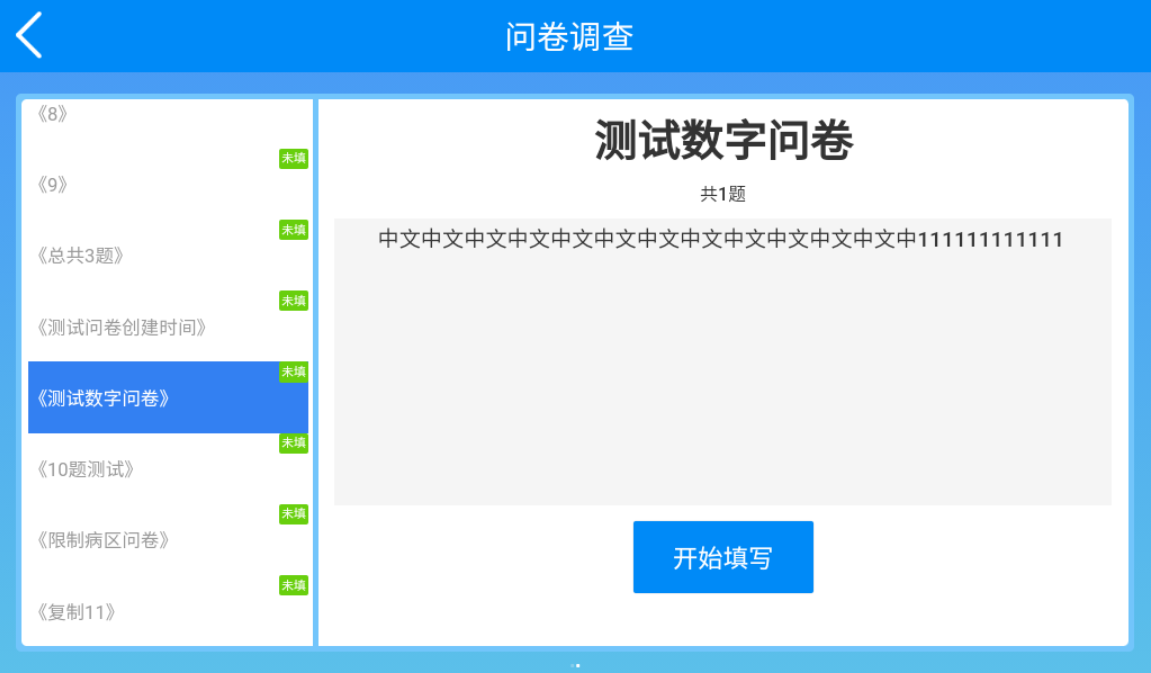 问卷调查
《8》
未填
《9》
未填
《总共3题》
未填
《测试问卷创建时间》
未填
《测试数字问卷》
未填
《10题测试》
未填
《限制病区问卷》
未填
《复制11》
测试数字问卷
共1题
中文中文中文中文中文中文中文中文中文中文中文中文中111111111111
开始填写